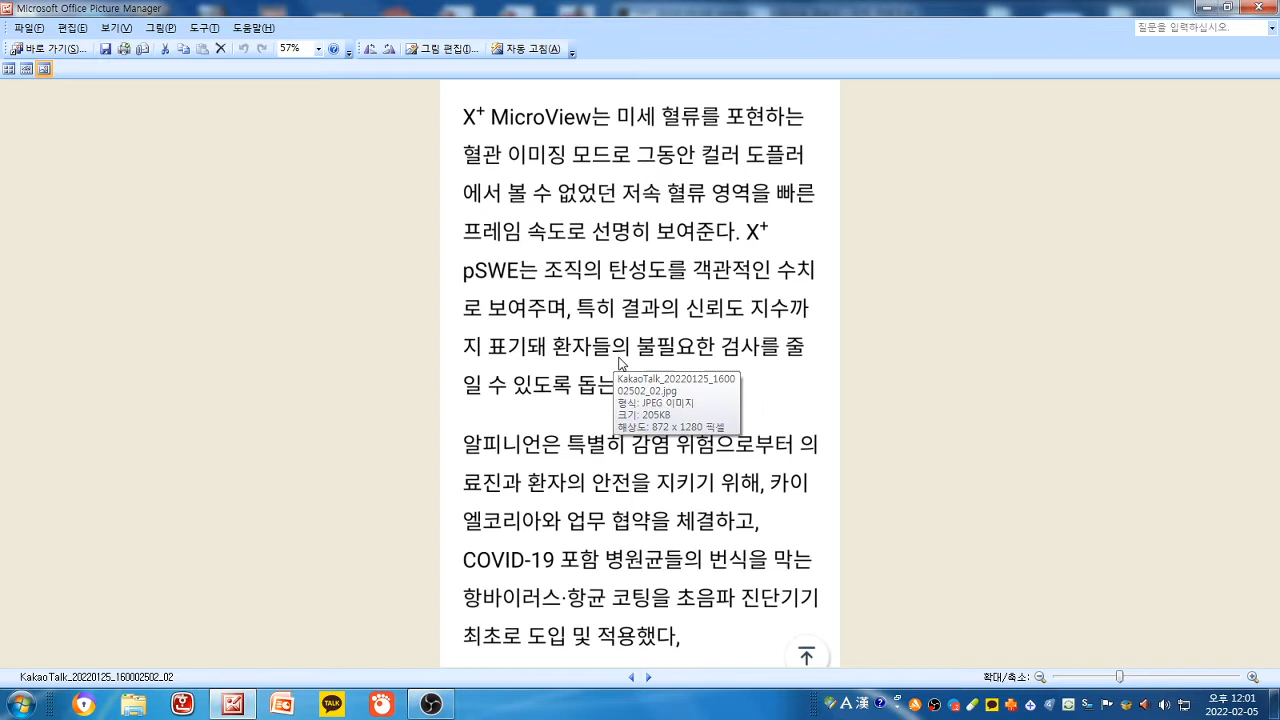 Microsoft Office Picture Manager
파일(F) 편집(E) 보기(V) 그림(P) 도구(T) 도움말(H)
질문을 입력하십시오.
바로 가기(S)... 57% 그림 편집(I)... 자동 고침(A)...
X+ MicroView는 미세 혈류를 포현하는
혈관 이미징 모드로 그동안 컬러 도플러
에서 볼 수 없었던 저속 혈류 영역을 빠른
프레임 속도로 선명히 보여준다. X+
pSWE는 조직의 탄성도를 객관적인 수치
로 보여주며, 특히 결과의 신뢰도 지수까
지 표기돼 환자들의 불필요한 검사를 줄
일 수 있도록 돕는
KakaoTalk_20220125_1600
02502_02.jpg
형식: JPEG 이미지
크기: 205KB
해상도: 872 x 1280 픽셀
알피니언은 특별히 감염 위험으로부터 의
료진과 환자의 안전을 지키기 위해, 카이
엘코리아와 업무 협약을 체결하고,
COVID-19 포함 병원균들의 번식을 막는
항바이러스·항균 코팅을 초음파 진단기기
최초로 도입 및 적용했다,
KakaoTalk_20220125_160002502_02
확대/축소:
TALK
A 漢
오후 12:01
2022-02-05